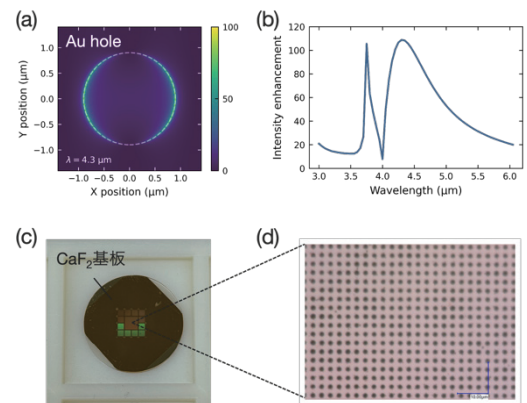 (a)
Au hole
Y position (μm)
1.0
0.5
0.0
−0.5
−1.0
λ = 4.3 μm
−1.0 −0.5 0.0 0.5 1.0
X position (μm)
100
50
0
(b)
Intensity enhancement
120
100
80
60
40
20
0
3.0 3.5 4.0 4.5 5.0 5.5 6.0
Wavelength (μm)
(c)
CaF₂基板
(d)